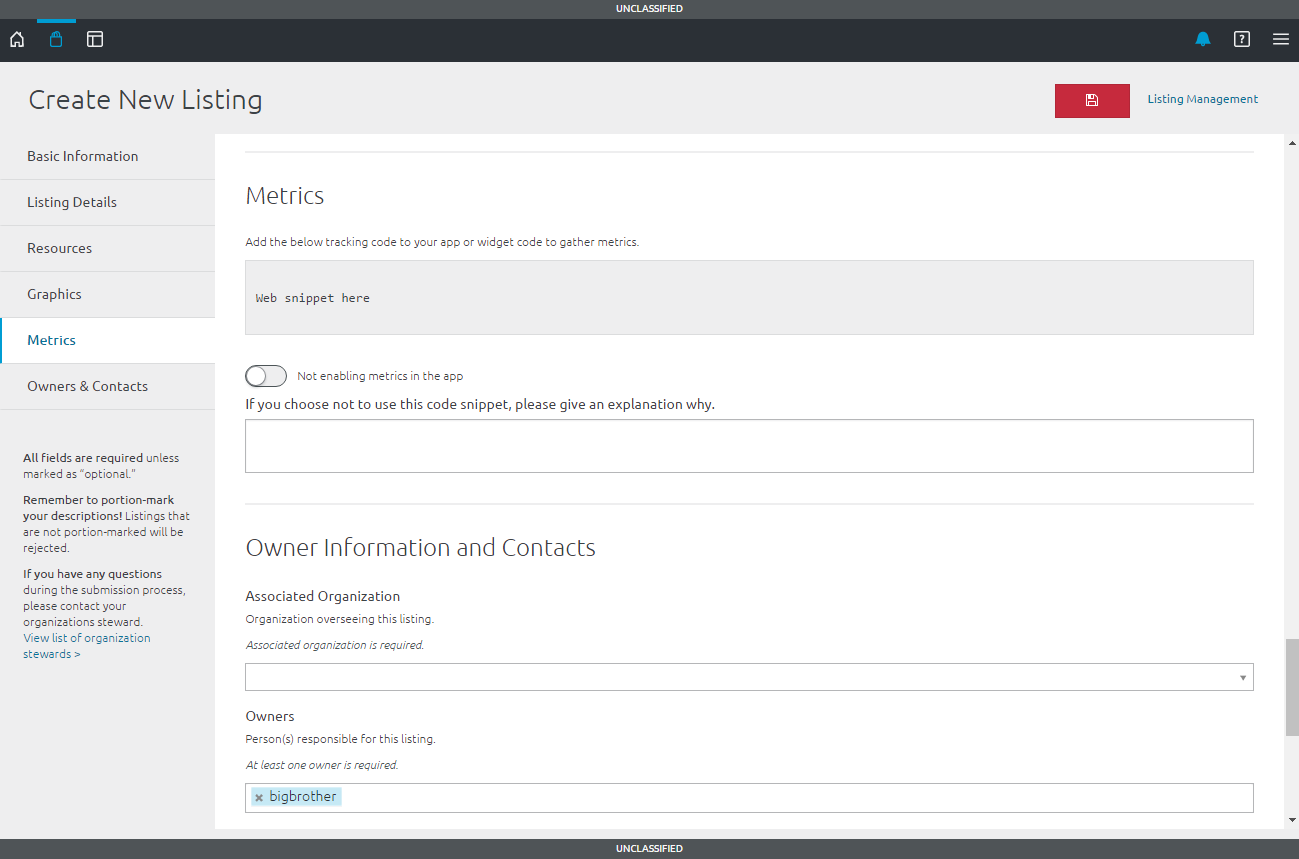 UNCLASSIFIED
Create New Listing
Listing Management
Basic Information
Listing Details
Resources
Graphics
Metrics
Owners & Contacts
All fields are required unless
marked as “optional.”
Remember to portion-mark
your descriptions! Listings that
are not portion-marked will be
rejected.
If you have any questions
during the submission process,
please contact your
organizations steward.
View list of organization
stewards >
Metrics
Add the below tracking code to your app or widget code to gather metrics.
Web snippet here
Not enabling metrics in the app
If you choose not to use this code snippet, please give an explanation why.
Owner Information and Contacts
Associated Organization
Organization overseeing this listing.
Associated organization is required.
Owners
Person(s) responsible for this listing.
At least one owner is required.
× bigbrother
UNCLASSIFIED